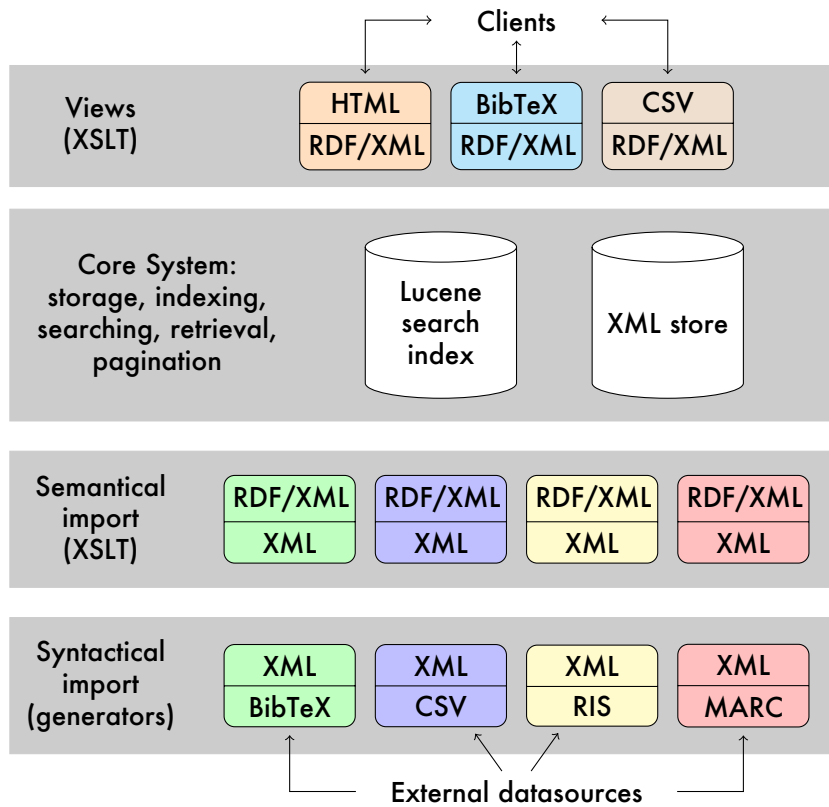 Clients
Views
(XSLT)
HTML
RDF/XML
BibTeX
RDF/XML
CSV
RDF/XML
Core System:
storage, indexing,
searching, retrieval,
pagination
Lucene
search
index
XML store
Semantical
import
(XSLT)
RDF/XML
XML
RDF/XML
XML
RDF/XML
XML
RDF/XML
XML
Syntactical
import
(generators)
XML
BibTeX
XML
CSV
XML
RIS
XML
MARC
External datasources